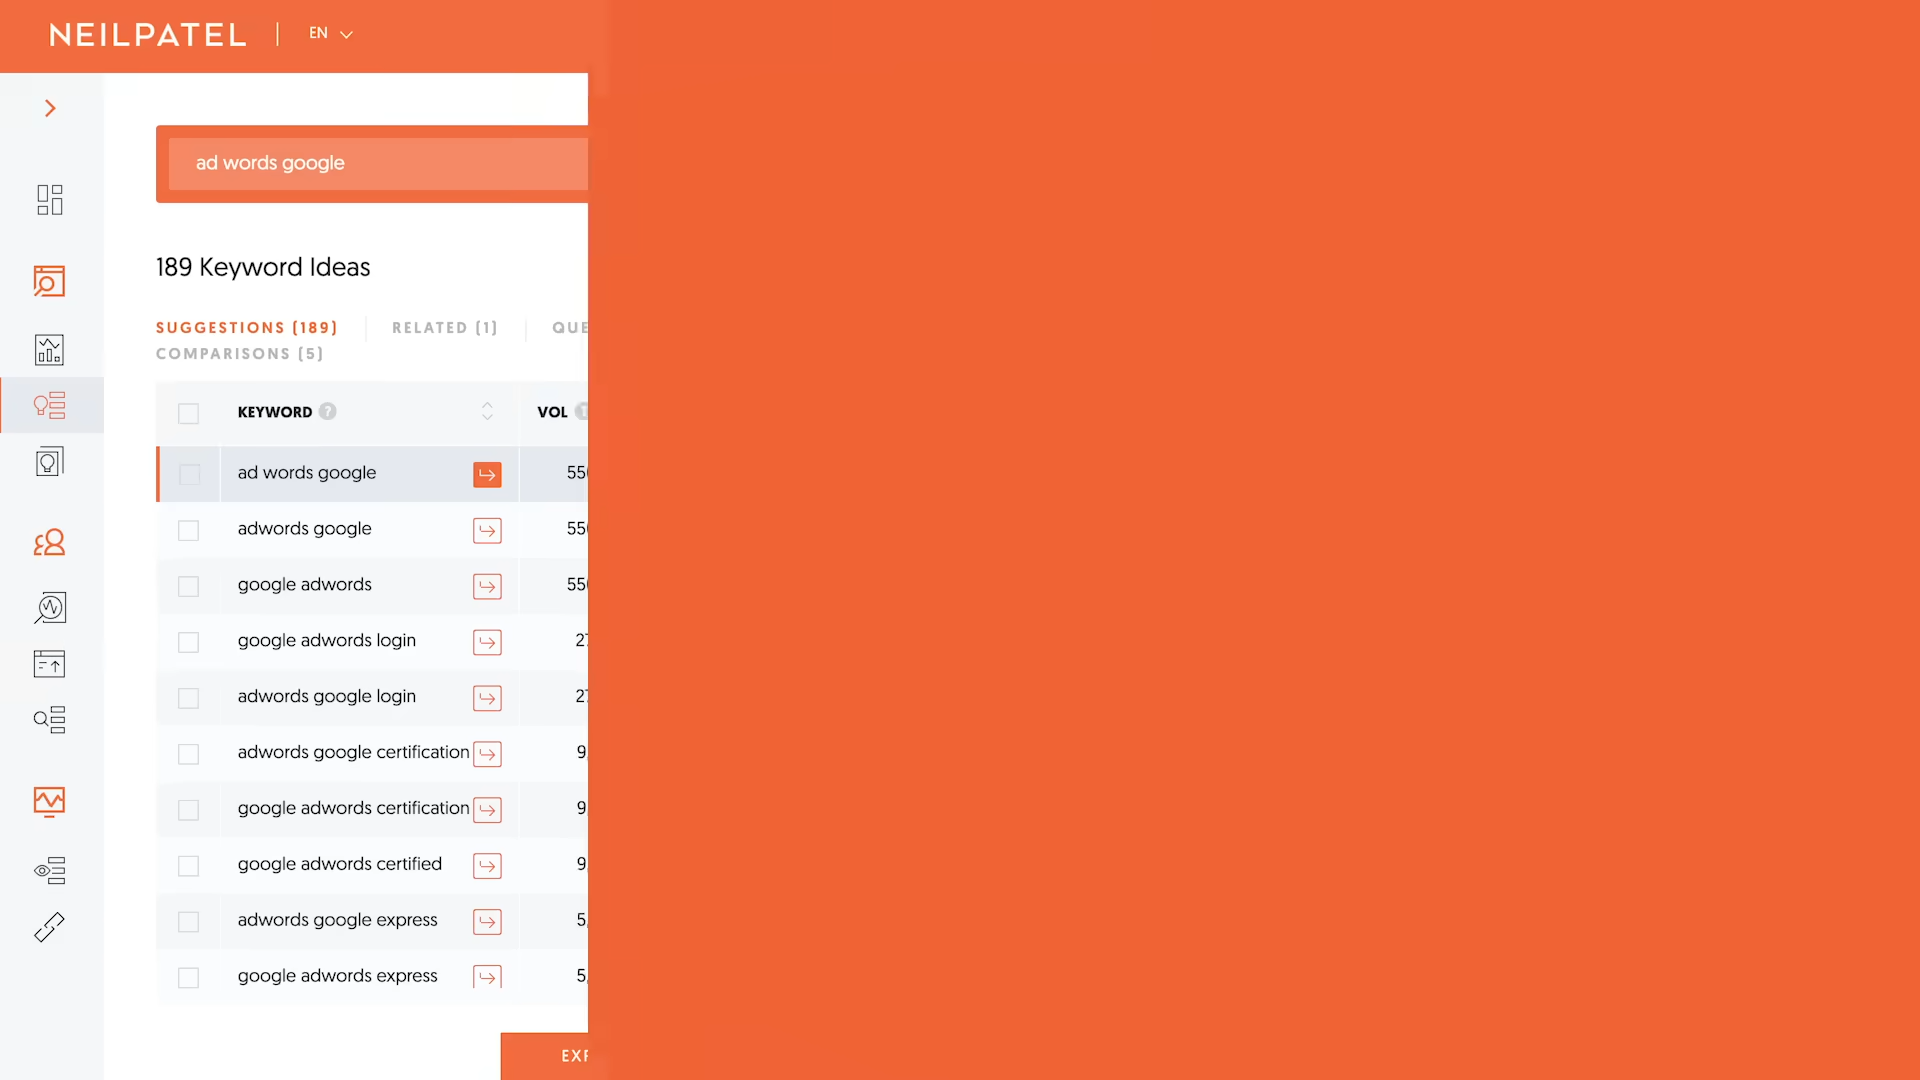 NEILPATEL EN
ad words google
189 Keyword Ideas
SUGGESTIONS (189) RELATED (1)
COMPARISONS (5)
KEYWORD ? VOL
ad words google
adwords google
google adwords
google adwords login
adwords google login
adwords google certification
google adwords certification
google adwords certified
adwords google express
google adwords express